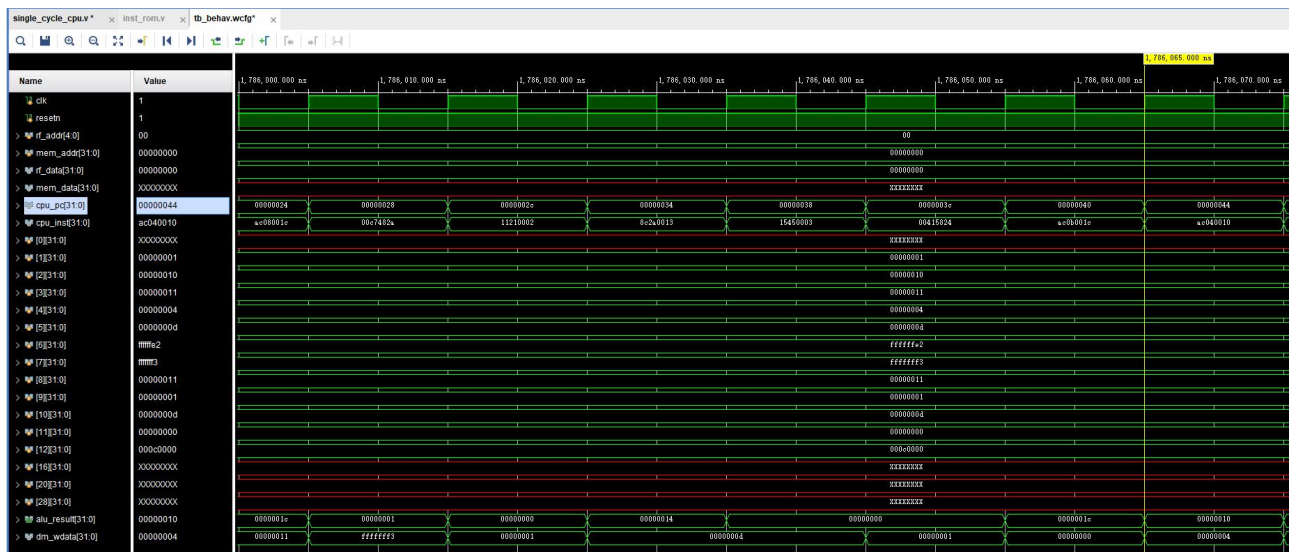 single_cycle_cpu.v * × inst_rom.v × tb_behav.wcfg* ×
1,786,065.000 ns
Name Value 1,786,000.000 ns 1,786,010.000 ns 1,786,020.000 ns 1,786,030.000 ns 1,786,040.000 ns 1,786,050.000 ns 1,786,060.000 ns 1,786,070.000 ns
clk 1
resetn 1
rf_addr[4:0] 00 00
mem_addr[31:0] 00000000 00000000
rf_data[31:0] 00000000 00000000
mem_data[31:0] XXXXXXXX XXXXXXXX
cpu_pc[31:0] 00000044 00000024 00000028 0000002c 00000034 00000038 0000003c 00000040 00000044
cpu_inst[31:0] ac040010 ac08001c 00c7482a 11210002 8c2a0013 15450003 00415824 ac0b001c ac040010
[0][31:0] XXXXXXXX XXXXXXXX
[1][31:0] 00000001 00000001
[2][31:0] 00000010 00000010
[3][31:0] 00000011 00000011
[4][31:0] 00000004 00000004
[5][31:0] 0000000d 0000000d
[6][31:0] ffffffe2 ffffffe2
[7][31:0] fffffff3 fffffff3
[8][31:0] 00000011 00000011
[9][31:0] 00000001 00000001
[10][31:0] 0000000d 0000000d
[11][31:0] 00000000 00000000
[12][31:0] 000c0000 000c0000
[16][31:0] XXXXXXXX XXXXXXXX
[20][31:0] XXXXXXXX XXXXXXXX
[28][31:0] XXXXXXXX XXXXXXXX
alu_result[31:0] 00000010 0000001c 00000001 00000000 00000014 00000000 0000001c 00000010
dm_wdata[31:0] 00000004 00000011 fffffff3 00000001 0000000d 00000001 00000000 00000004